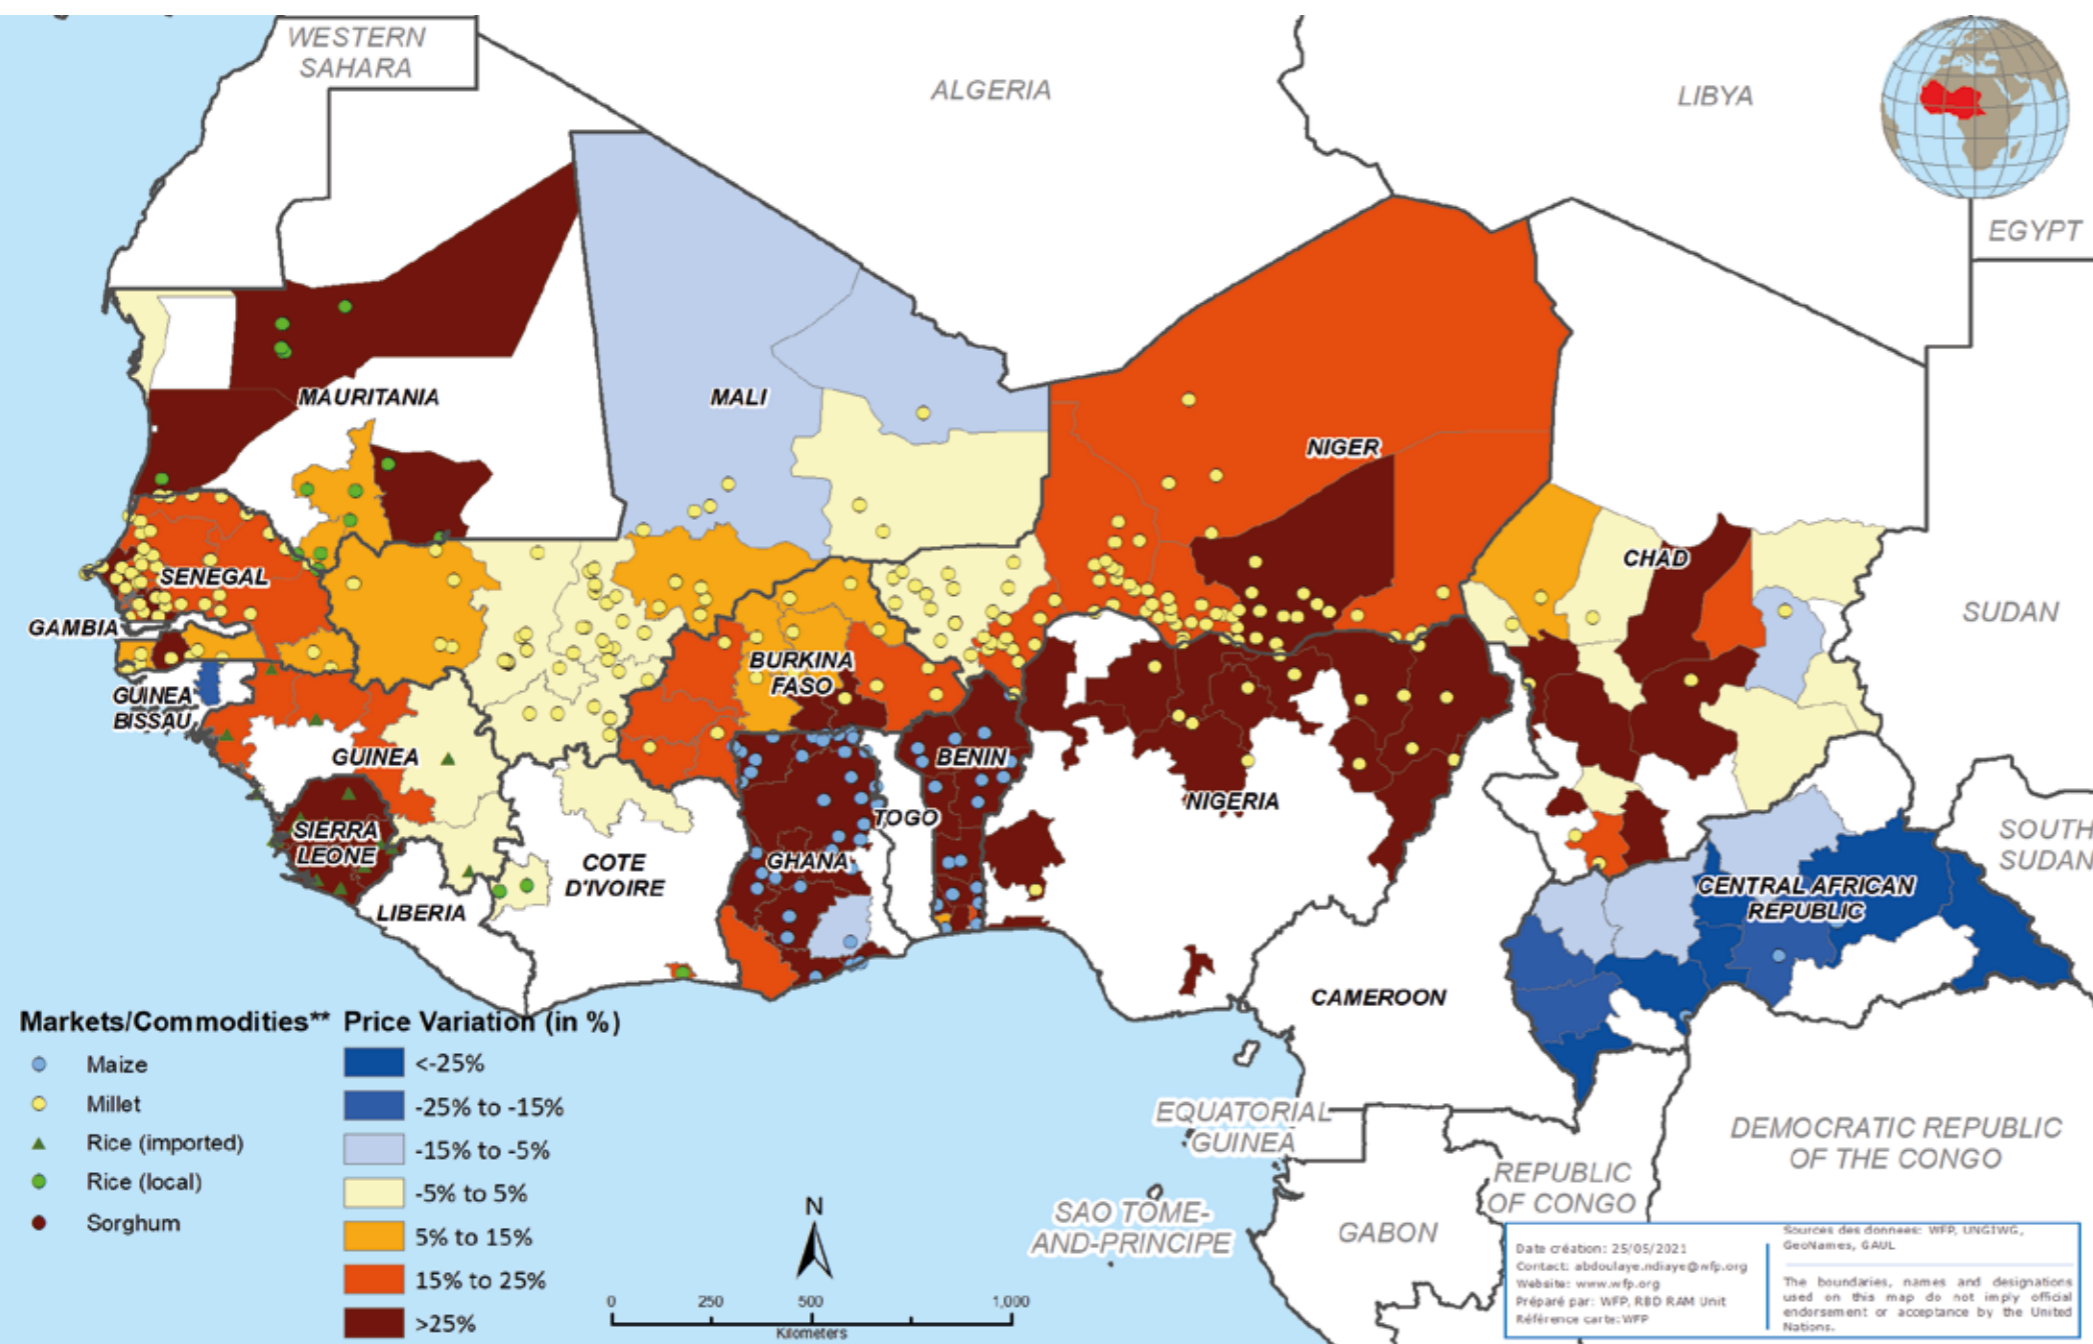 WESTERN
SAHARA
ALGERIA
LIBYA
EGYPT
MAURITANIA
MALI
NIGER
CHAD
SUDAN
SENEGAL
GAMBIA
BURKINA
FASO
GUINEA
BISSAU
GUINEA
BENIN
NIGERIA
SIERRA
LEONE
TOGO
GHANA
COTE
D'IVOIRE
LIBERIA
SOUTH
SUDAN
CENTRAL AFRICAN
REPUBLIC
CAMEROON
EQUATORIAL
GUINEA
DEMOCRATIC REPUBLIC
OF THE CONGO
REPUBLIC
OF CONGO
SAO TOME-
AND-PRINCIPE
GABON
Markets/Commodities** Price Variation (in %)
Maize
Millet
Rice (imported)
Rice (local)
Sorghum
<-25%
-25% to -15%
-15% to -5%
-5% to 5%
5% to 15%
15% to 25%
>25%
N
0 250 500 1,000
Kilometers
Date création: 25/05/2021
Contact: abdoulaye.ndiaye@wfp.org
Website: www.wfp.org
Préparé par: WFP, RBD RAM Unit
Référence carte: WFP
Sources des donnees: WFP, UNGIWG,
GeoNames, GAUL
The boundaries, names and designations
used on this map do not imply official
endorsement or acceptance by the United
Nations.